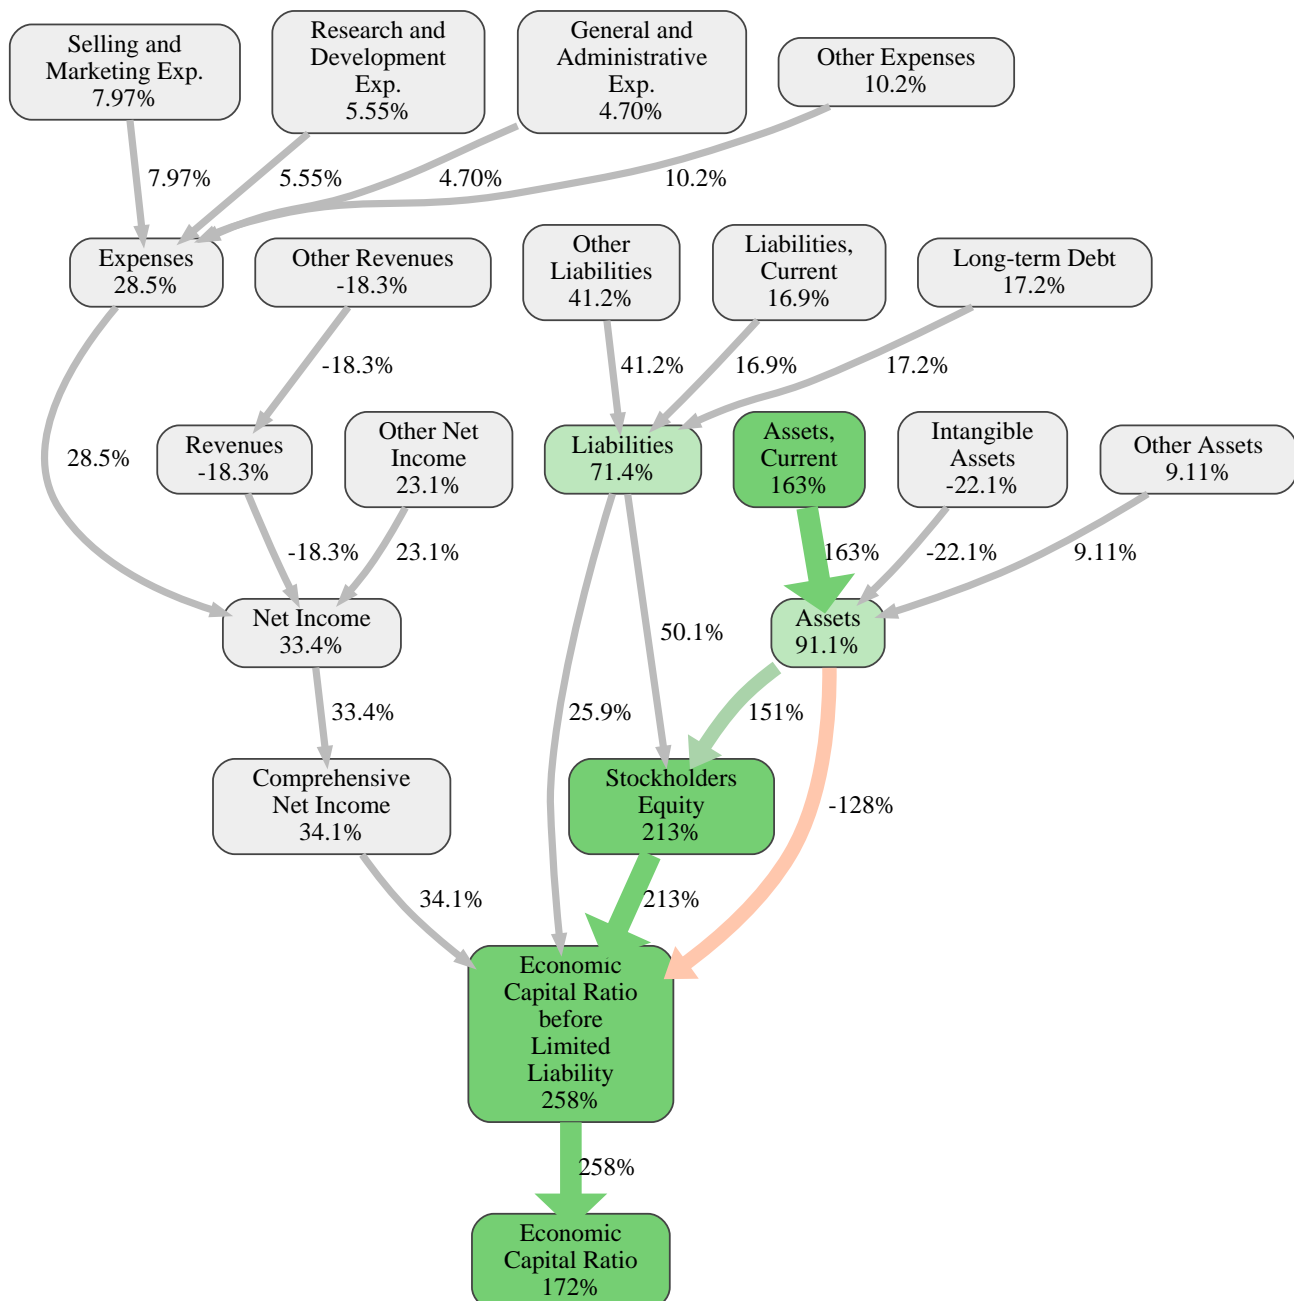 Selling and
Marketing Exp.
7.97%
Research and
Development
Exp.
5.55%
General and
Administrative
Exp.
4.70%
Other Expenses
10.2%
7.97%
5.55%
4.70%
10.2%
Expenses
28.5%
Other Revenues
-18.3%
Other
Liabilities
41.2%
Liabilities,
Current
16.9%
Long-term Debt
17.2%
-18.3%
41.2%
16.9%
17.2%
28.5%
Revenues
-18.3%
Other Net
Income
23.1%
Liabilities
71.4%
Assets,
Current
163%
Intangible
Assets
-22.1%
Other Assets
9.11%
-18.3%
23.1%
163%
-22.1%
9.11%
Net Income
33.4%
50.1%
Assets
91.1%
33.4%
25.9%
151%
-128%
Comprehensive
Net Income
34.1%
Stockholders
Equity
213%
34.1%
213%
Economic
Capital Ratio
before
Limited
Liability
258%
258%
Economic
Capital Ratio
172%